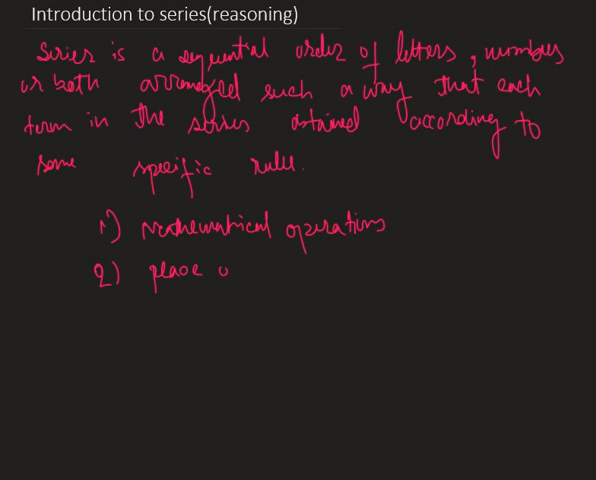 Introduction to series(reasoning)
Series is a sequential order of letters, numbers
or both arranged such a way that each
term in the series obtained according to
some specific rule.
1) Mathematical operations
2) place o